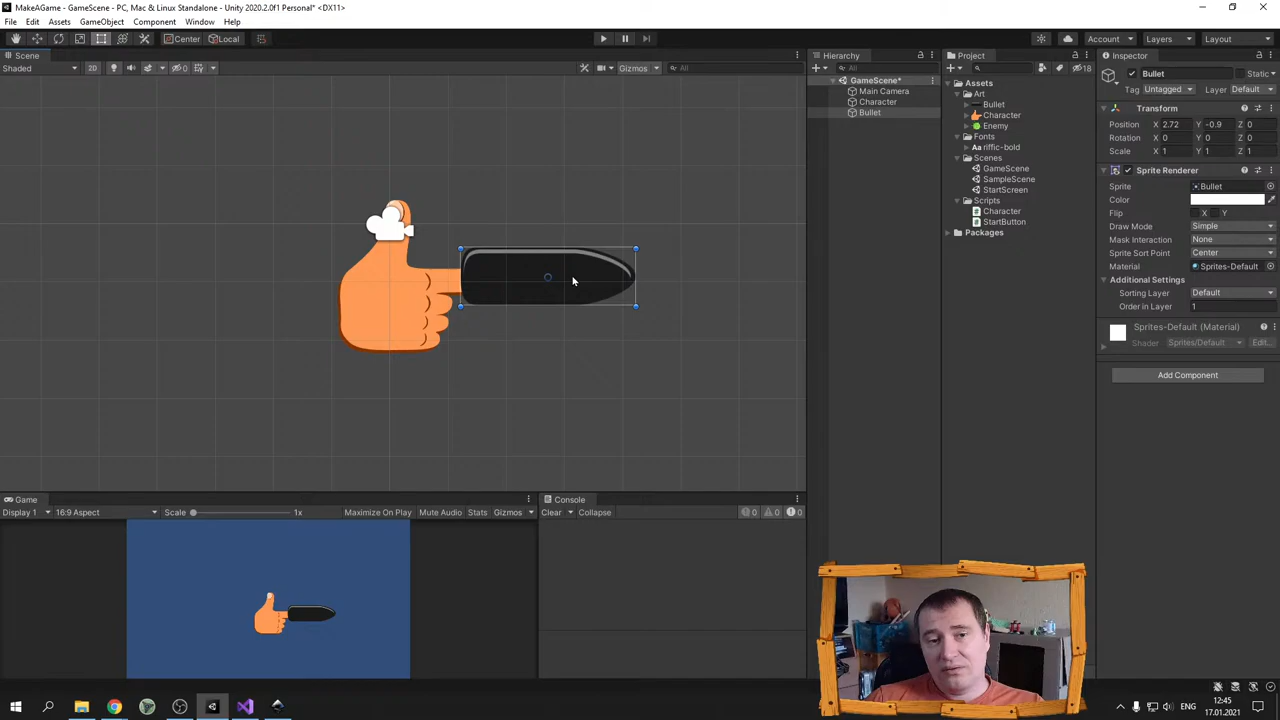 MakeAGame - GameScene - PC, Mac & Linux Standalone - Unity 2020.2.0f1 Personal* <DX11>
File Edit Assets GameObject Component Window Help
Center Local Account Layers Layout
Scene
Shaded 2D 0 Gizmos All
Hierarchy
All
GameScene*
Main Camera
Character
Bullet
Project
18
Assets
Art
Bullet
Character
Enemy
Fonts
Aa riffic-bold
Scenes
GameScene
SampleScene
StartScreen
Scripts
Character
StartButton
Packages
Inspector
Bullet Static
Tag Untagged Layer Default
Transform
Position X 2.72 Y -0.9 Z 0
Rotation X 0 Y 0 Z 0
Scale X 1 Y 1 Z 1
Sprite Renderer
Sprite Bullet
Color
Flip X Y
Draw Mode Simple
Mask Interaction None
Sprite Sort Point Center
Material Sprites-Default
Additional Settings
Sorting Layer Default
Order in Layer 1
Sprites-Default (Material)
Shader Sprites/Default Edit...
Add Component
Game
Display 1 16:9 Aspect Scale 1x Maximize On Play Mute Audio Stats Gizmos
Console
Clear Collapse 0 0 0
ENG 12:45
17.01.2021